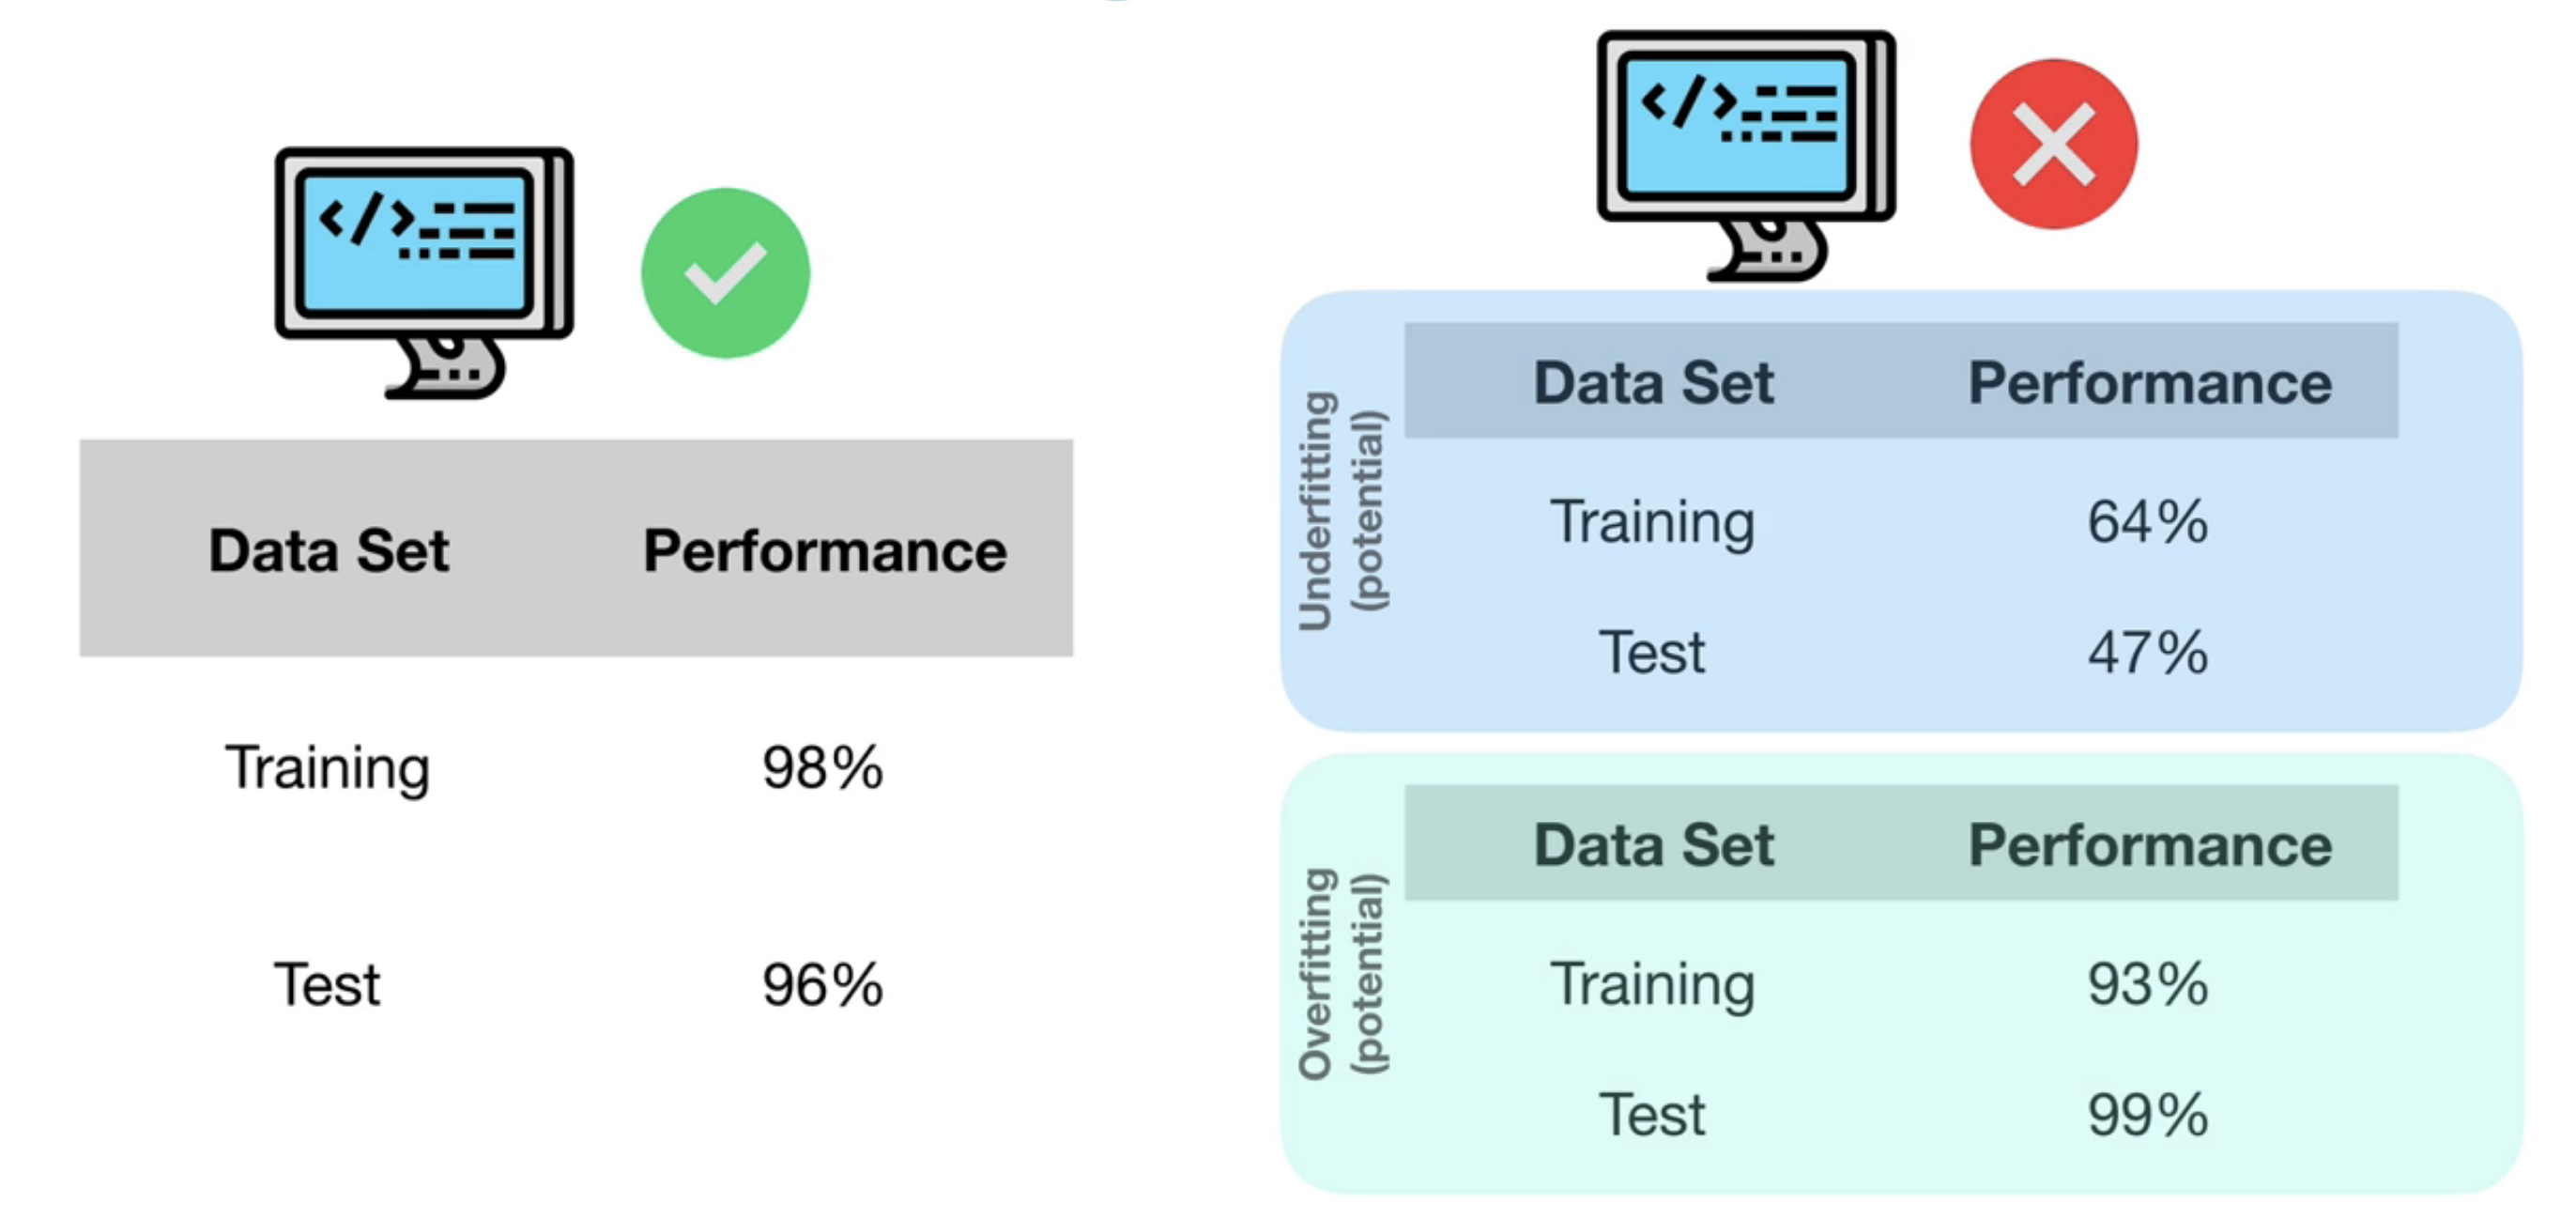 Data Set Performance
Training 98%
Test 96%
Underfitting
(potential)
Data Set Performance
Training 64%
Test 47%
Overfitting
(potential)
Data Set Performance
Training 93%
Test 99%